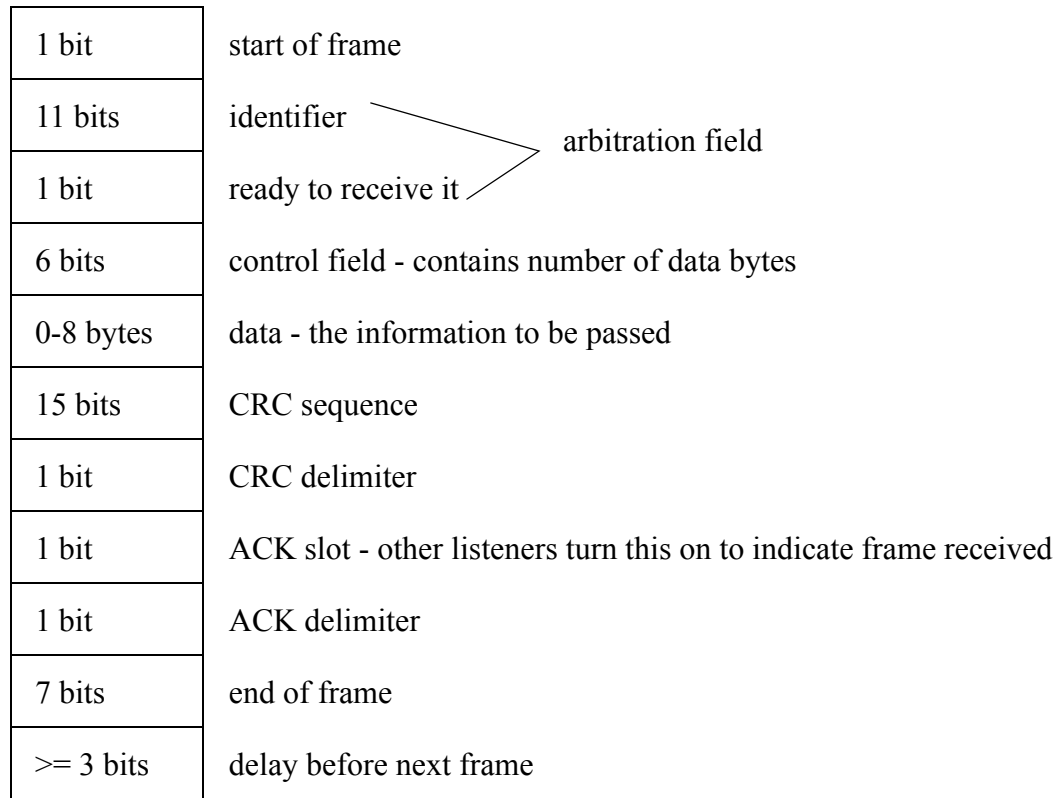 1 bit start of frame
11 bits identifier
arbitration field
1 bit ready to receive it
6 bits control field - contains number of data bytes
0-8 bytes data - the information to be passed
15 bits CRC sequence
1 bit CRC delimiter
1 bit ACK slot - other listeners turn this on to indicate frame received
1 bit ACK delimiter
7 bits end of frame
>= 3 bits delay before next frame